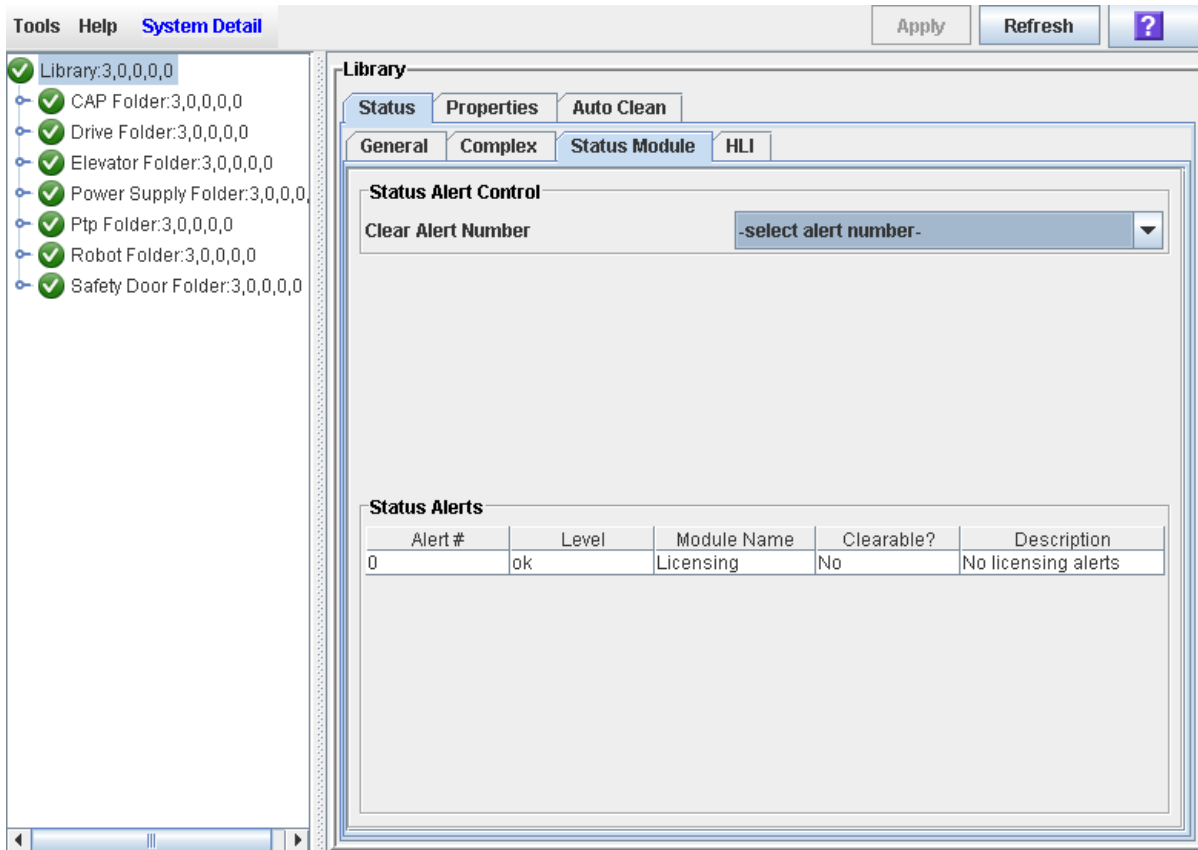 Tools Help System Detail Apply Refresh ?
Library:3,0,0,0,0
CAP Folder:3,0,0,0,0
Drive Folder:3,0,0,0,0
Elevator Folder:3,0,0,0,0
Power Supply Folder:3,0,0,0,
Ptp Folder:3,0,0,0,0
Robot Folder:3,0,0,0,0
Safety Door Folder:3,0,0,0,0
Library
Status Properties Auto Clean
General Complex Status Module HLI
Status Alert Control
Clear Alert Number -select alert number-
Status Alerts
Alert # Level Module Name Clearable? Description
0 ok Licensing No No licensing alerts